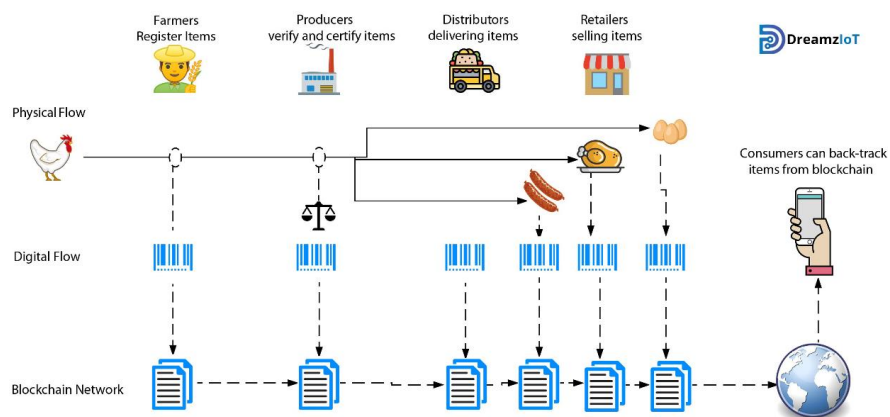 Farmers
Register Items
Producers
verify and certify items
Distributors
delivering items
Retailers
selling items
DreamzIoT
Physical Flow
Consumers can back-track
items from blockchain
Digital Flow
Blockchain Network